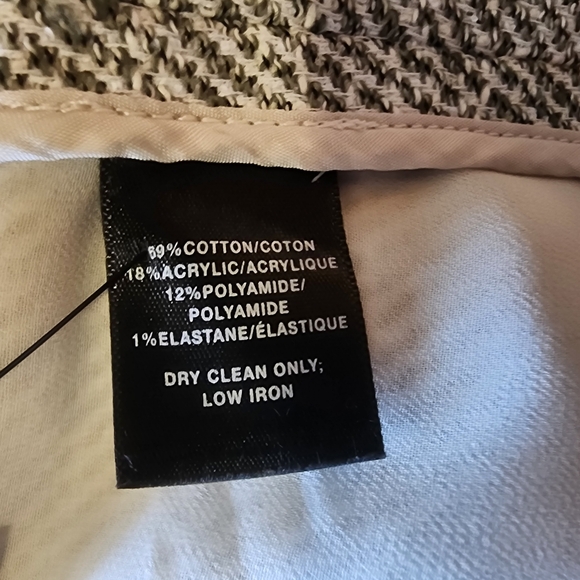 69%COTTON/COTON
18%ACRYLIC/ACRYLIQUE
12%POLYAMIDE/
POLYAMIDE
1%ELASTANE/ÉLASTIQUE
DRY CLEAN ONLY;
LOW IRON